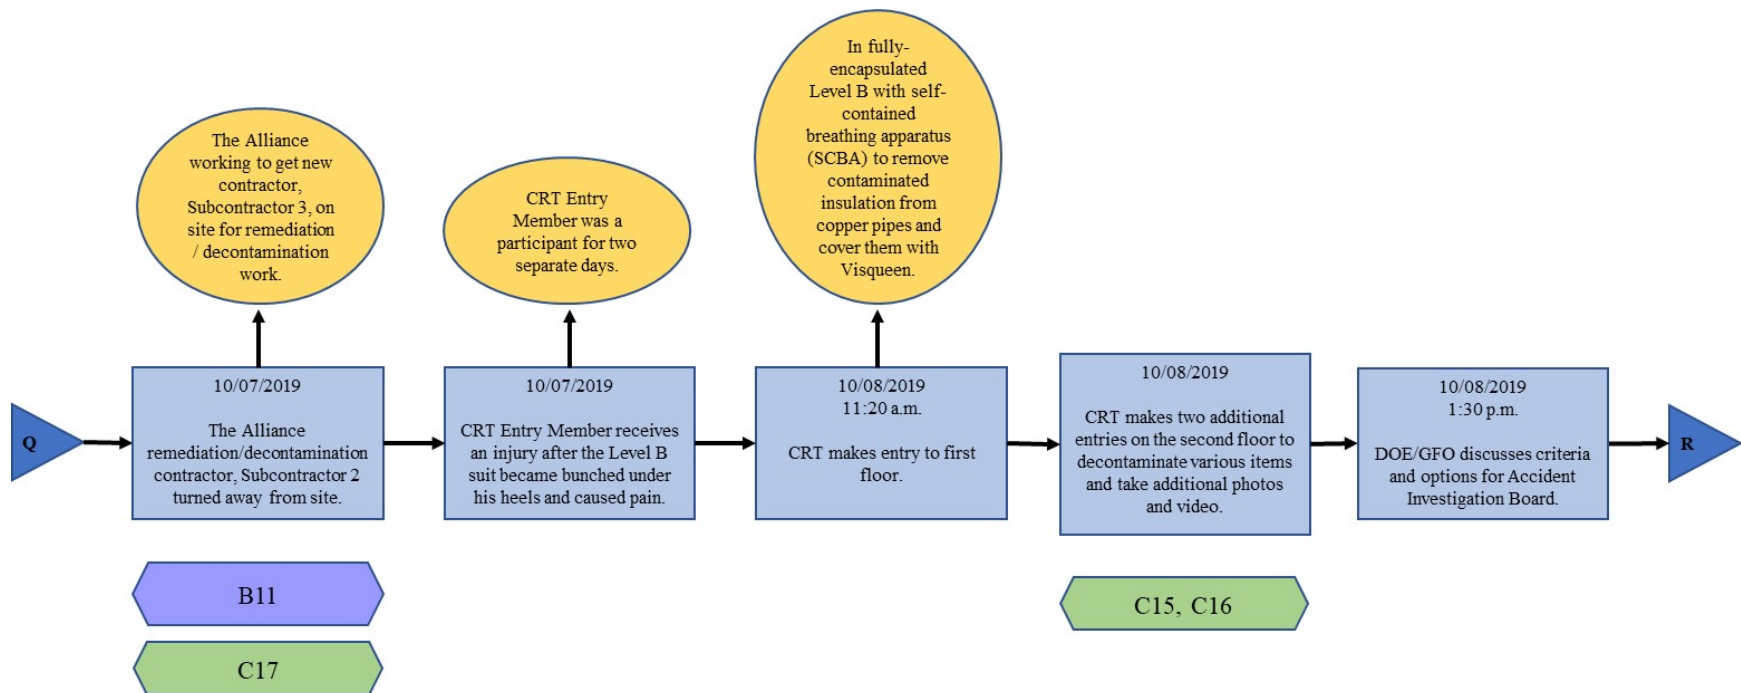 In fully-
encapsulated
Level B with self-
contained
breathing apparatus
(SCBA) to remove
contaminated
insulation from
copper pipes and
cover them with
Visqueen.
The Alliance
working to get new
contractor,
Subcontractor 3, on
site for remediation
/ decontamination
work.
CRT Entry
Member was a
participant for two
separate days.
Q
10/07/2019
The Alliance
remediation/decontamination
contractor, Subcontractor 2
turned away from site.
10/07/2019
CRT Entry Member receives
an injury after the Level B
suit became bunched under
his heels and caused pain.
10/08/2019
11:20 a.m.
CRT makes entry to first
floor.
10/08/2019
CRT makes two additional
entries on the second floor to
decontaminate various items
and take additional photos
and video.
10/08/2019
1:30 p.m.
DOE/GFO discusses criteria
and options for Accident
Investigation Board.
R
B11
C17
C15, C16